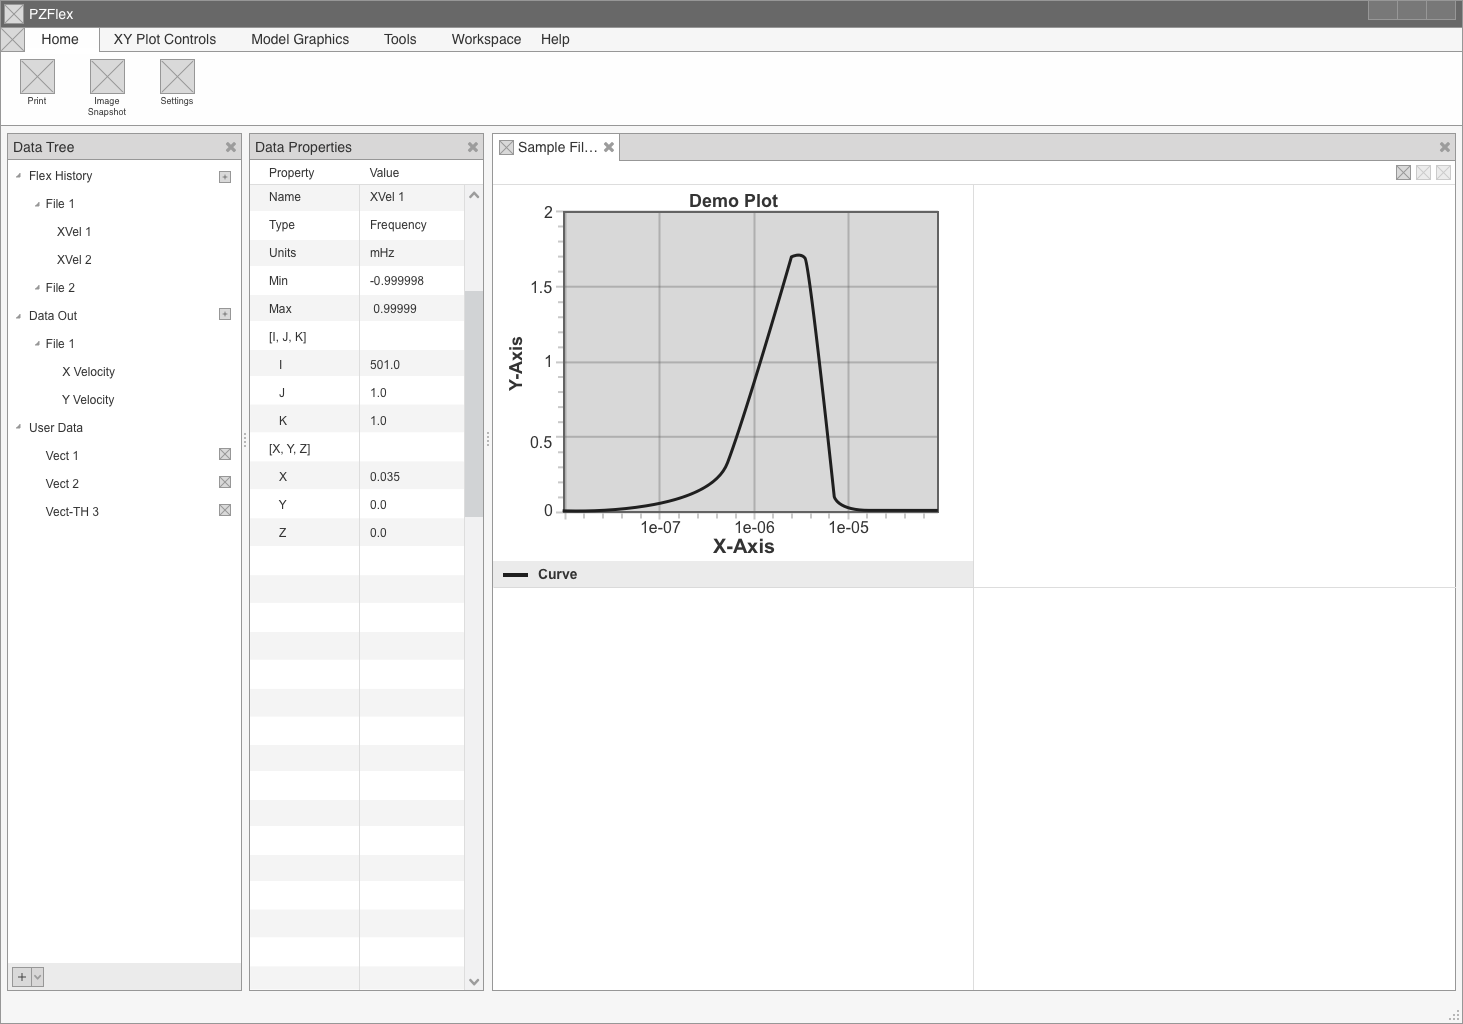 PZFlex
Home XY Plot Controls Model Graphics Tools Workspace Help
Print
Image
Snapshot
Settings
Data Tree
Flex History
File 1
XVel 1
XVel 2
File 2
Data Out
File 1
X Velocity
Y Velocity
User Data
Vect 1
Vect 2
Vect-TH 3
Data Properties
Property Value
Name XVel 1
Type Frequency
Units mHz
Min -0.999998
Max 0.99999
[I, J, K]
I 501.0
J 1.0
K 1.0
[X, Y, Z]
X 0.035
Y 0.0
Z 0.0
Sample Fil...
Demo Plot
2
1.5
1
0.5
0
Y-Axis
1e-07 1e-06 1e-05
X-Axis
Curve